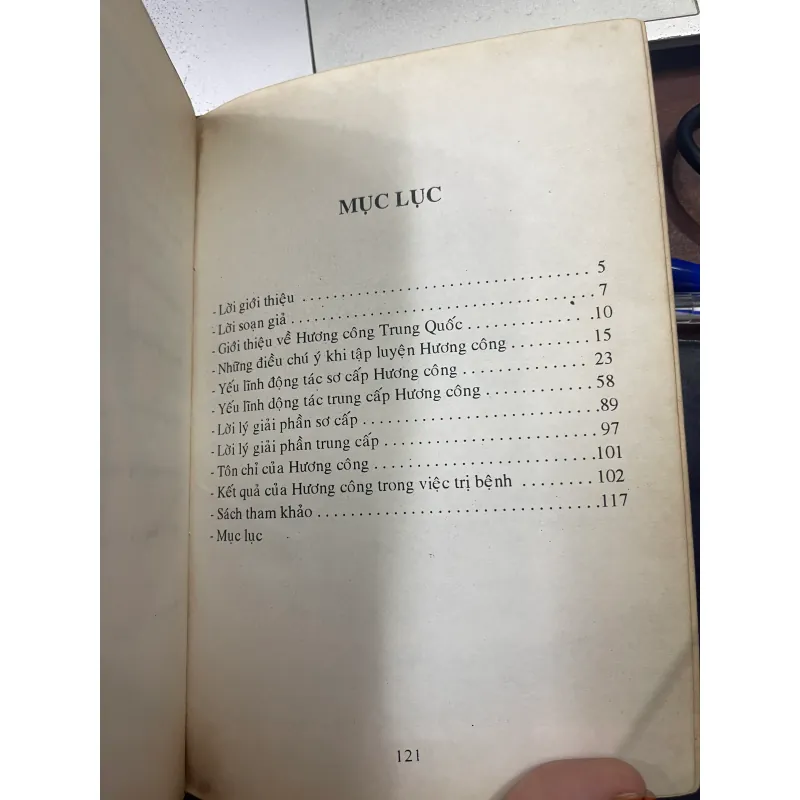 MỤC LỤC
- Lời giới thiệu . . . . . . . . . . . . . . . . . . . . . . . . . . . . . . . . . . 5
- Lời soạn giả . . . . . . . . . . . . . . . . . . . . . . . . . . . . . . . . . . . 7
- Giới thiệu về Hương công Trung Quốc . . . . . . . . . . . . . . .10
- Những điều chú ý khi tập luyện Hương công . . . . . . . . . . 15
- Yếu lĩnh động tác sơ cấp Hương công . . . . . . . . . . . . . . . 23
- Yếu lĩnh động tác trung cấp Hương công . . . . . . . . . . . . . 58
- Lời lý giải phần sơ cấp . . . . . . . . . . . . . . . . . . . . . . . . . . . .89
- Lời lý giải phần trung cấp . . . . . . . . . . . . . . . . . . . . . . . . . 97
- Tôn chỉ của Hương công . . . . . . . . . . . . . . . . . . . . . . . . . .101
- Kết quả của Hương công trong việc trị bệnh . . . . . . . . 102
- Sách tham khảo . . . . . . . . . . . . . . . . . . . . . . . . . . . . . . . .117
- Mục lục
121